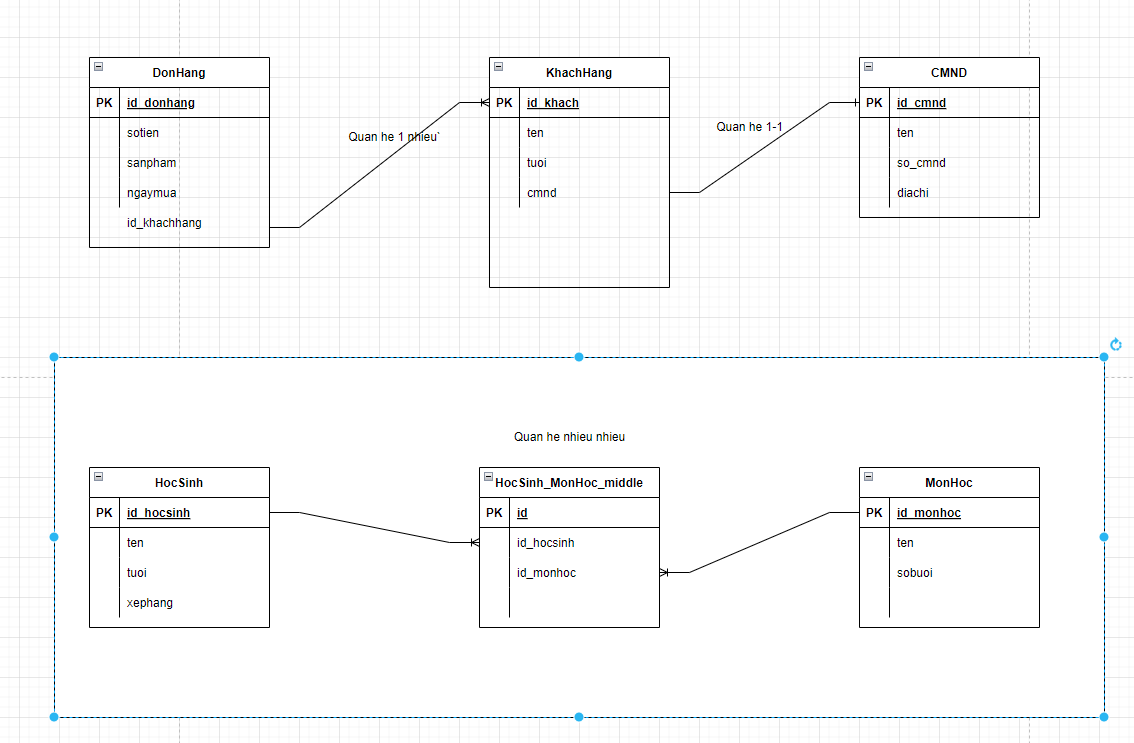 DonHang
PK id_donhang
sotien
sanpham
ngaymua
id_khachhang
Quan he 1 nhieu`
KhachHang
PK id_khach
ten
tuoi
cmnd
Quan he 1-1
CMND
PK id_cmnd
ten
so_cmnd
diachi
Quan he nhieu nhieu
HocSinh
PK id_hocsinh
ten
tuoi
xephang
HocSinh_MonHoc_middle
PK id
id_hocsinh
id_monhoc
MonHoc
PK id_monhoc
ten
sobuoi